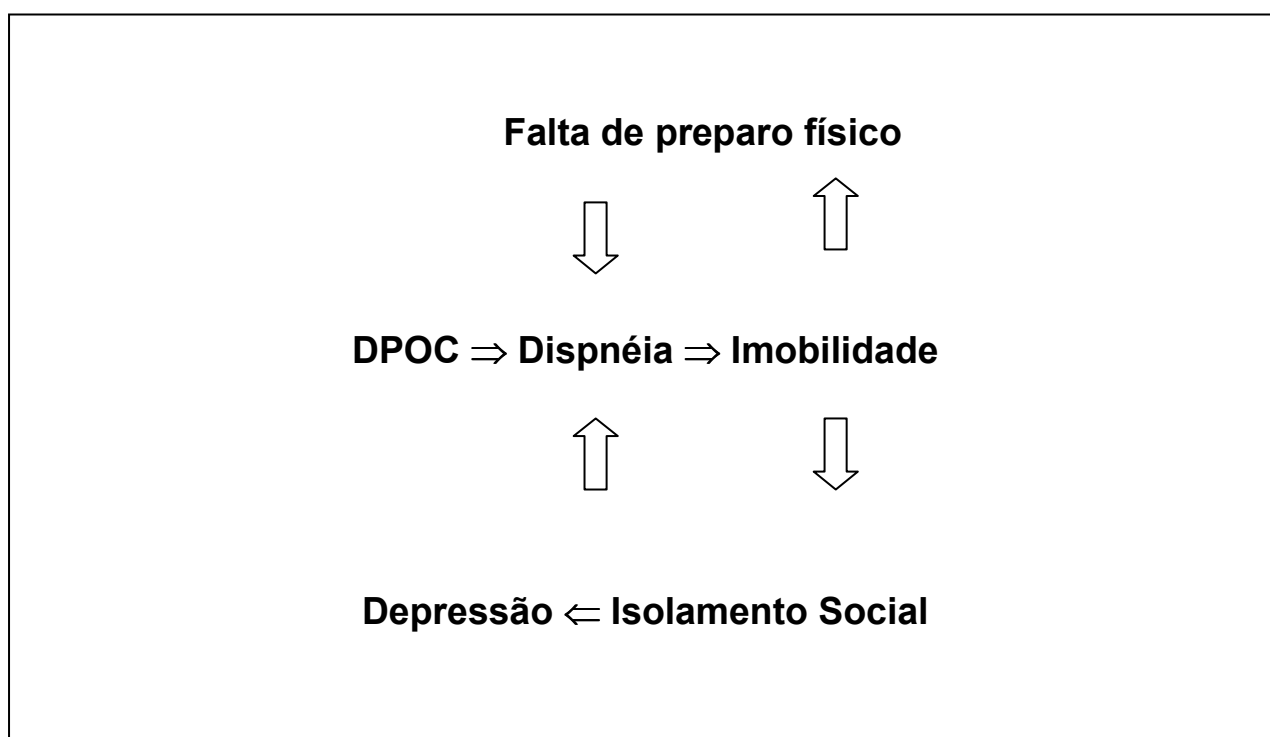 Falta de preparo físico
DPOC ⇒ Dispnéia ⇒ Imobilidade
Depressão ⇐ Isolamento Social